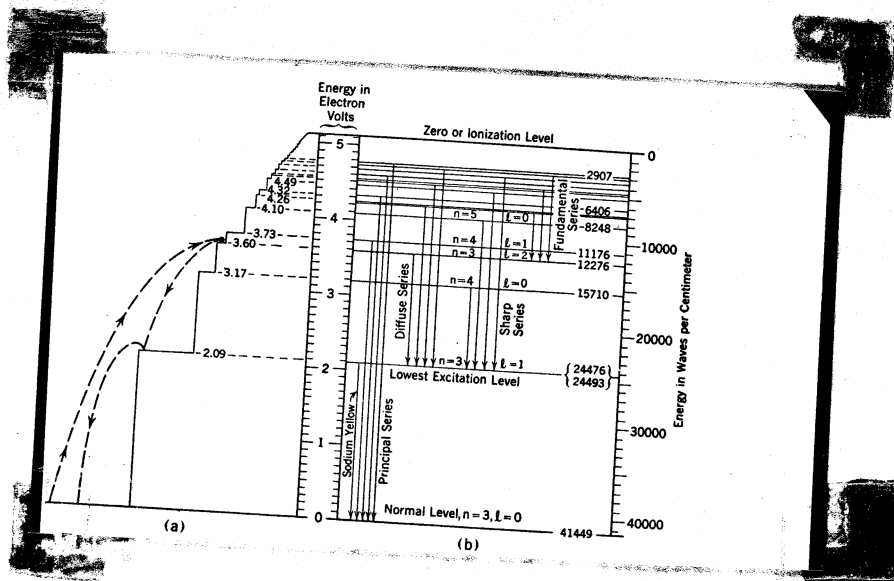 Energy in
Electron
Volts
Zero or Ionization Level
5
4
3
2
1
0
4.49
4.32
4.26
4.10
3.73
3.60
3.17
2.09
n=5 ℓ=0
n=4 ℓ=1
n=3 ℓ=2
n=4 ℓ=0
n=3 ℓ=1
Lowest Excitation Level
Diffuse Series
Sharp
Series
Fundamental
Series
Sodium Yellow
Principal Series
Normal Level, n=3, ℓ=0
2907
6406
8248
11176
12276
15710
24476
24493
41449
0
10000
20000
30000
40000
Energy in Waves per Centimeter
(a)
(b)